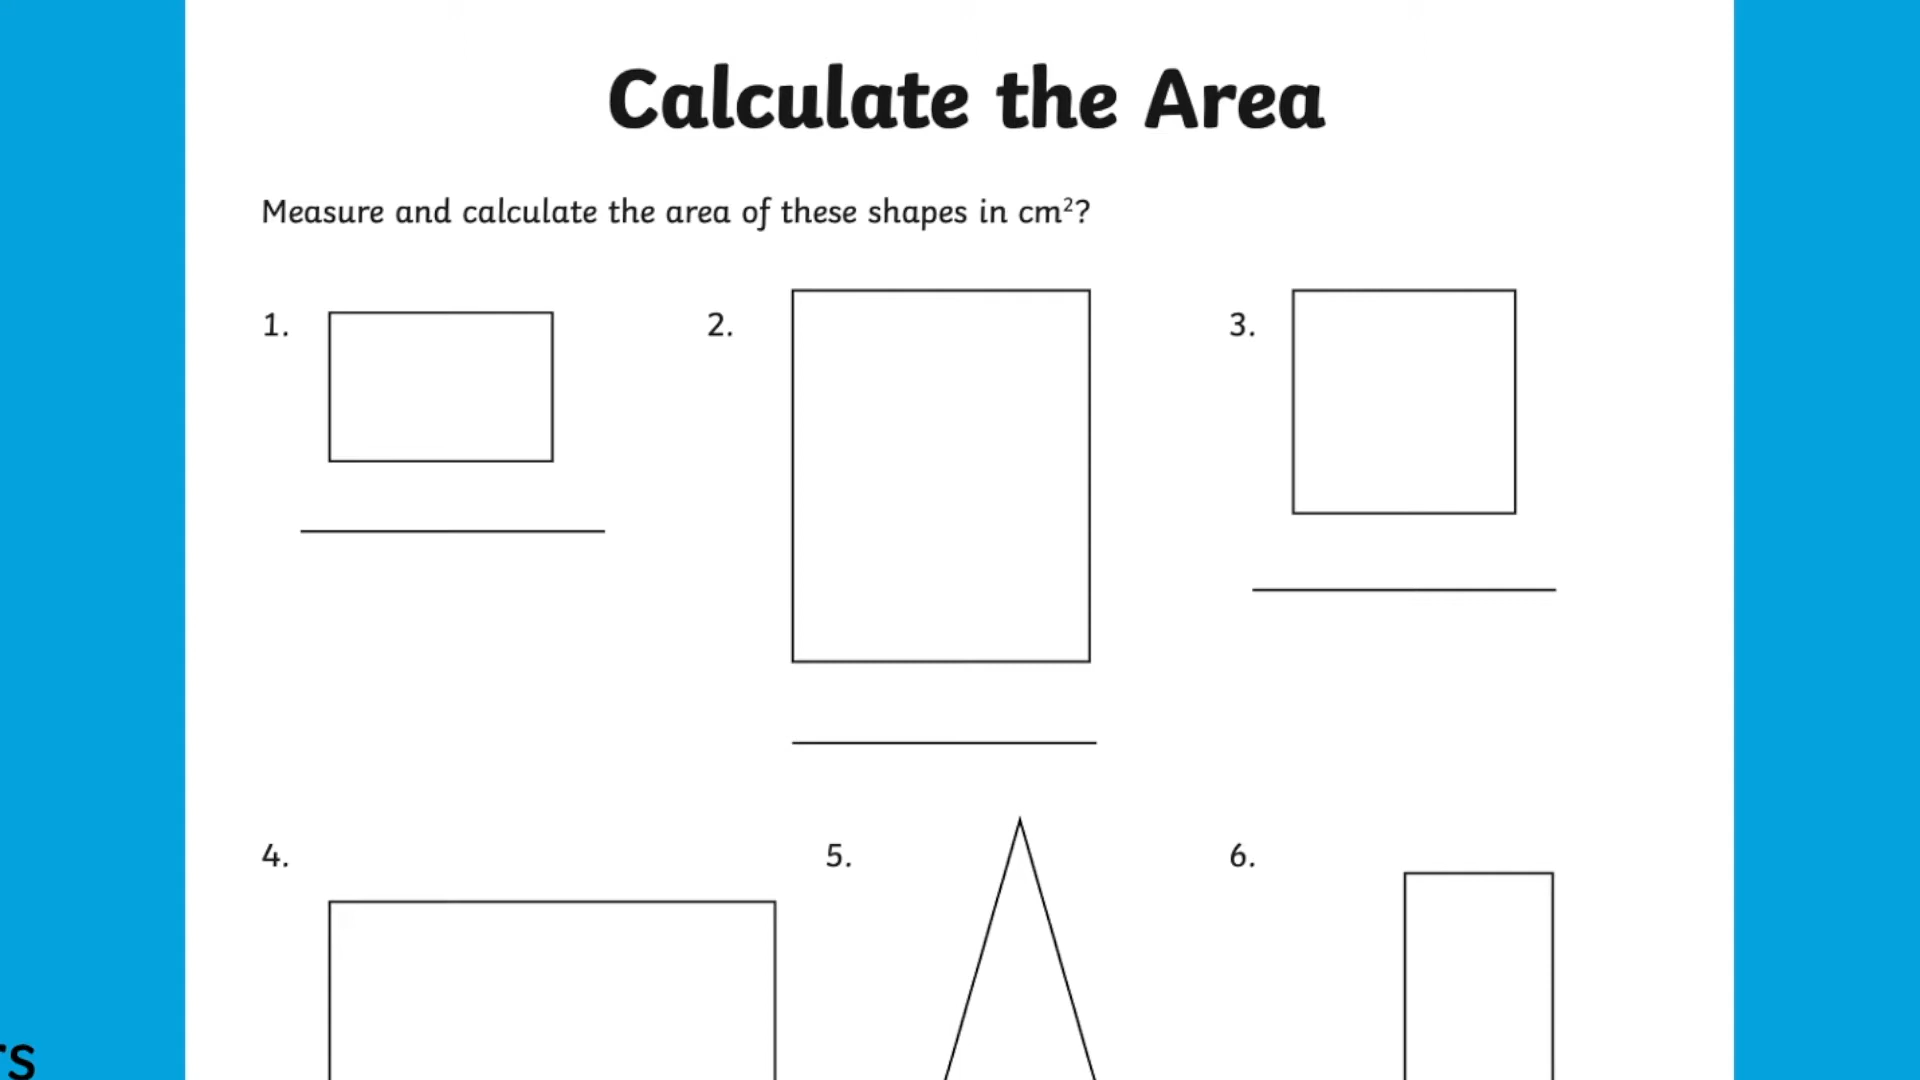 Calculate the Area
Measure and calculate the area of these shapes in cm²?
1.
2.
3.
4.
5.
6.
rs